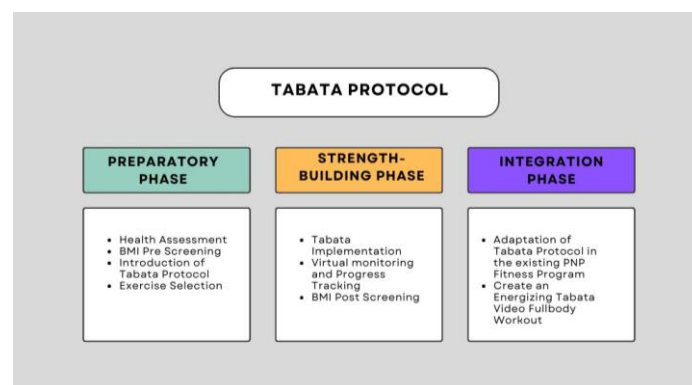 TABATA PROTOCOL
PREPARATORY
PHASE
• Health Assessment
• BMI Pre Screening
• Introduction of
Tabata Protocol
• Exercise Selection
STRENGTH-
BUILDING PHASE
• Tabata
Implementation
• Virtual monitoring
and Progress
Tracking
• BMI Post Screening
INTEGRATION
PHASE
• Adaptation of
Tabata Protocol in
the existing PNP
Fitness Program
• Create an
Energizing Tabata
Video Fullbody
Workout